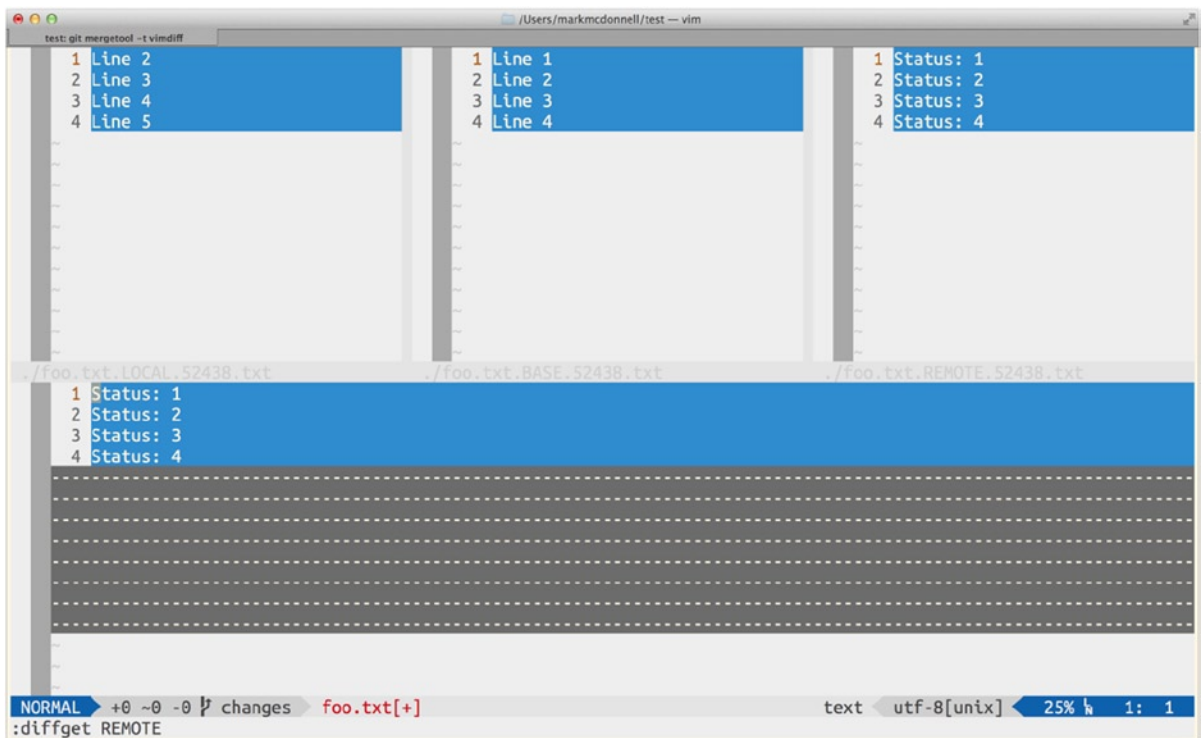 /Users/markmcdonnell/test — vim
test: git mergetool -t vimdiff
1 Line 2
2 Line 3
3 Line 4
4 Line 5
~
~
~
~
~
~
~
~
~
~
~
./foo.txt.LOCAL.52438.txt
1 Line 1
2 Line 2
3 Line 3
4 Line 4
~
~
~
~
~
~
~
~
~
~
~
./foo.txt.BASE.52438.txt
1 Status: 1
2 Status: 2
3 Status: 3
4 Status: 4
~
~
~
~
~
~
~
~
~
~
~
./foo.txt.REMOTE.52438.txt
1 Status: 1
2 Status: 2
3 Status: 3
4 Status: 4
~
~
~
NORMAL +0 ~0 -0 changes foo.txt[+] text utf-8[unix] 25% LN 1: 1
:diffget REMOTE